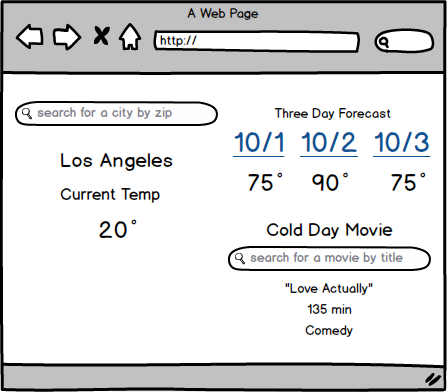 A Web Page
http://
search for a city by zip
Los Angeles
Current Temp
20°
Three Day Forecast
10/1 10/2 10/3
75° 90° 75°
Cold Day Movie
search for a movie by title
"Love Actually"
135 min
Comedy